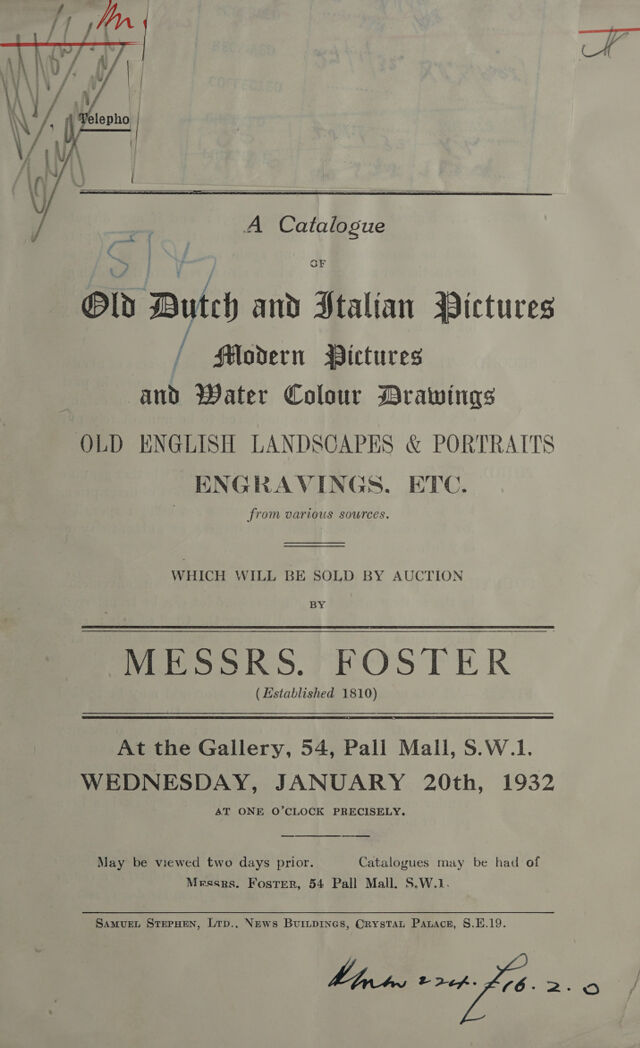 Telepho
A Catalogue
OF
Old Dutch and Italian Pictures
Modern Pictures
and Water Colour Drawings
OLD ENGLISH LANDSCAPES & PORTRAITS
ENGRAVINGS, ETC.
from various sources.
WHICH WILL BE SOLD BY AUCTION
BY
MESSRS. FOSTER
(Established 1810)
At the Gallery, 54, Pall Mall, S.W.1.
WEDNESDAY, JANUARY 20th, 1932
AT ONE O'CLOCK PRECISELY.
May be viewed two days prior. Catalogues may be had of
Messrs. Foster, 54 Pall Mall, S.W.1.
Samuel Stephen, Ltd., News Buildings, Crystal Palace, S.E.19.
£16.2.0